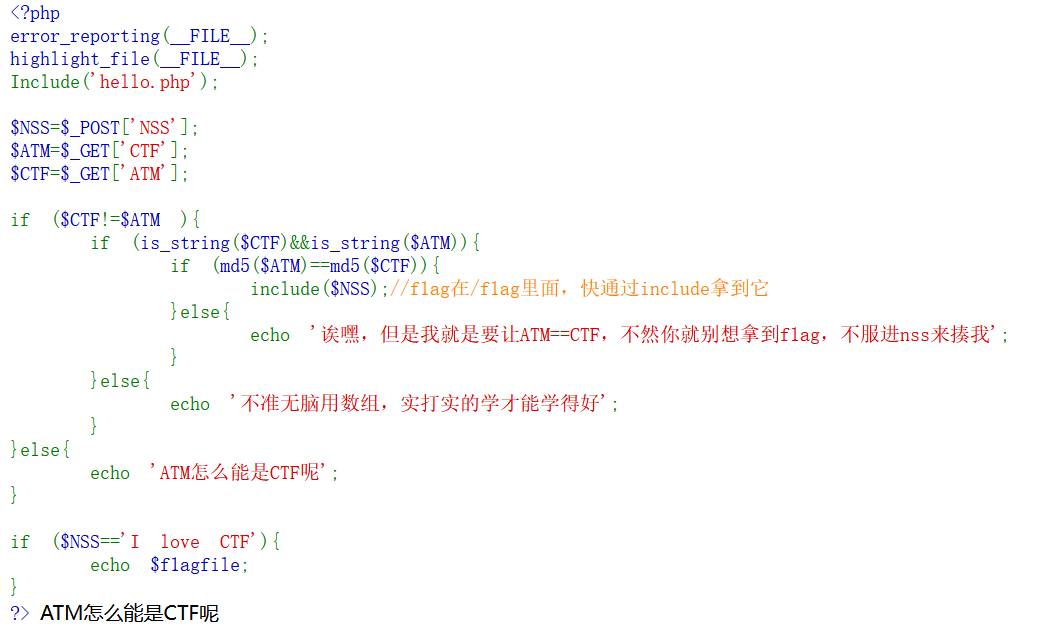 <?php
error_reporting(__FILE__);
highlight_file(__FILE__);
Include('hello.php');
$NSS=$_POST['NSS'];
$ATM=$_GET['CTF'];
$CTF=$_GET['ATM'];
if ($CTF!=$ATM ){
if (is_string($CTF)&&is_string($ATM)){
if (md5($ATM)==md5($CTF)){
include($NSS);//flag在/flag里面，快通过include拿到它
}else{
echo '诶嘿，但是我就是要让ATM==CTF，不然你就别想拿到flag，不服进nss来揍我';
}
}else{
echo '不准无脑用数组，实打实的学才能学得好';
}
}else{
echo 'ATM怎么能是CTF呢';
}
if ($NSS=='I love CTF'){
echo $flagfile;
}
?> ATM怎么能是CTF呢